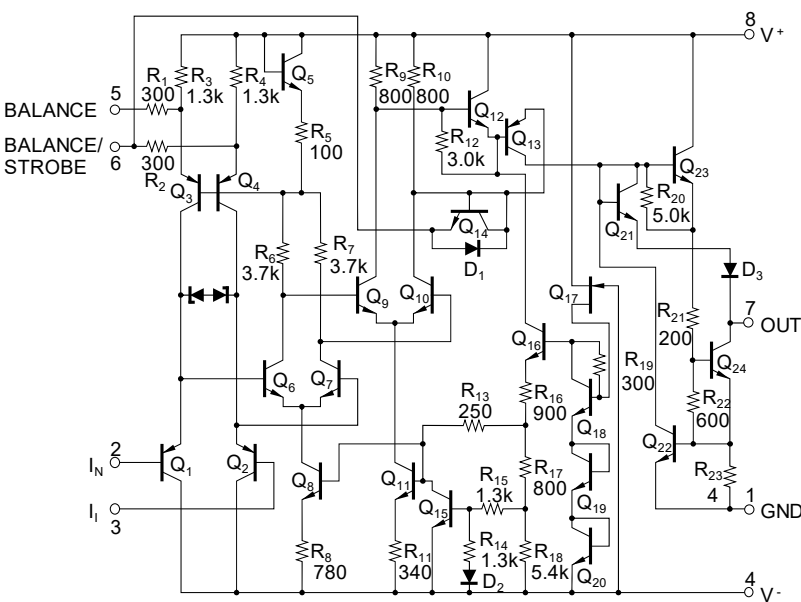 8
V+
R1
300
R3
1.3k
R4
1.3k
Q5
R9
800
R10
800
5
BALANCE
BALANCE/
STROBE
6
300
R2
Q3
Q4
R5
100
Q12
R12
3.0k
Q13
Q14
D1
Q23
R20
5.0k
Q21
R6
3.7k
R7
3.7k
Q9
Q10
Q17
D3
7
OUT
R21
200
Q16
R19
300
Q24
Q6
Q7
R13
250
R16
900
Q18
R22
600
Q22
2
IN
Q1
Q2
II
3
Q8
Q11
Q15
R15
1.3k
R17
800
Q19
R23
4
1
GND
R8
780
R11
340
R14
1.3k
D2
R18
5.4k
Q20
4
V-